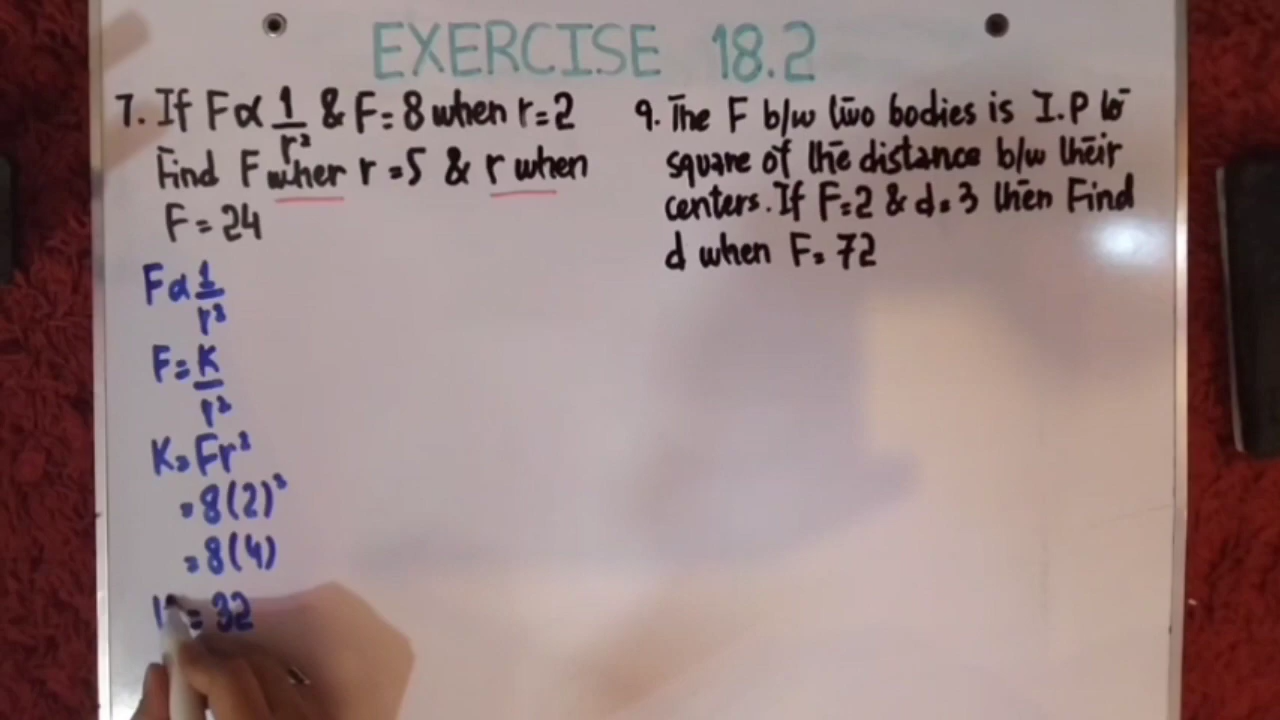 EXERCISE 18.2
7. If F∝ 1/r² & F=8 when r=2
Find F when r=5 & r when
F=24
F∝ 1/r²
F= K/r²
K=Fr²
=8(2)²
=8(4)
K=32
9. The F b/w two bodies is I.P to
square of the distance b/w their
centers. If F=2 & d=3 then Find
d when F=72